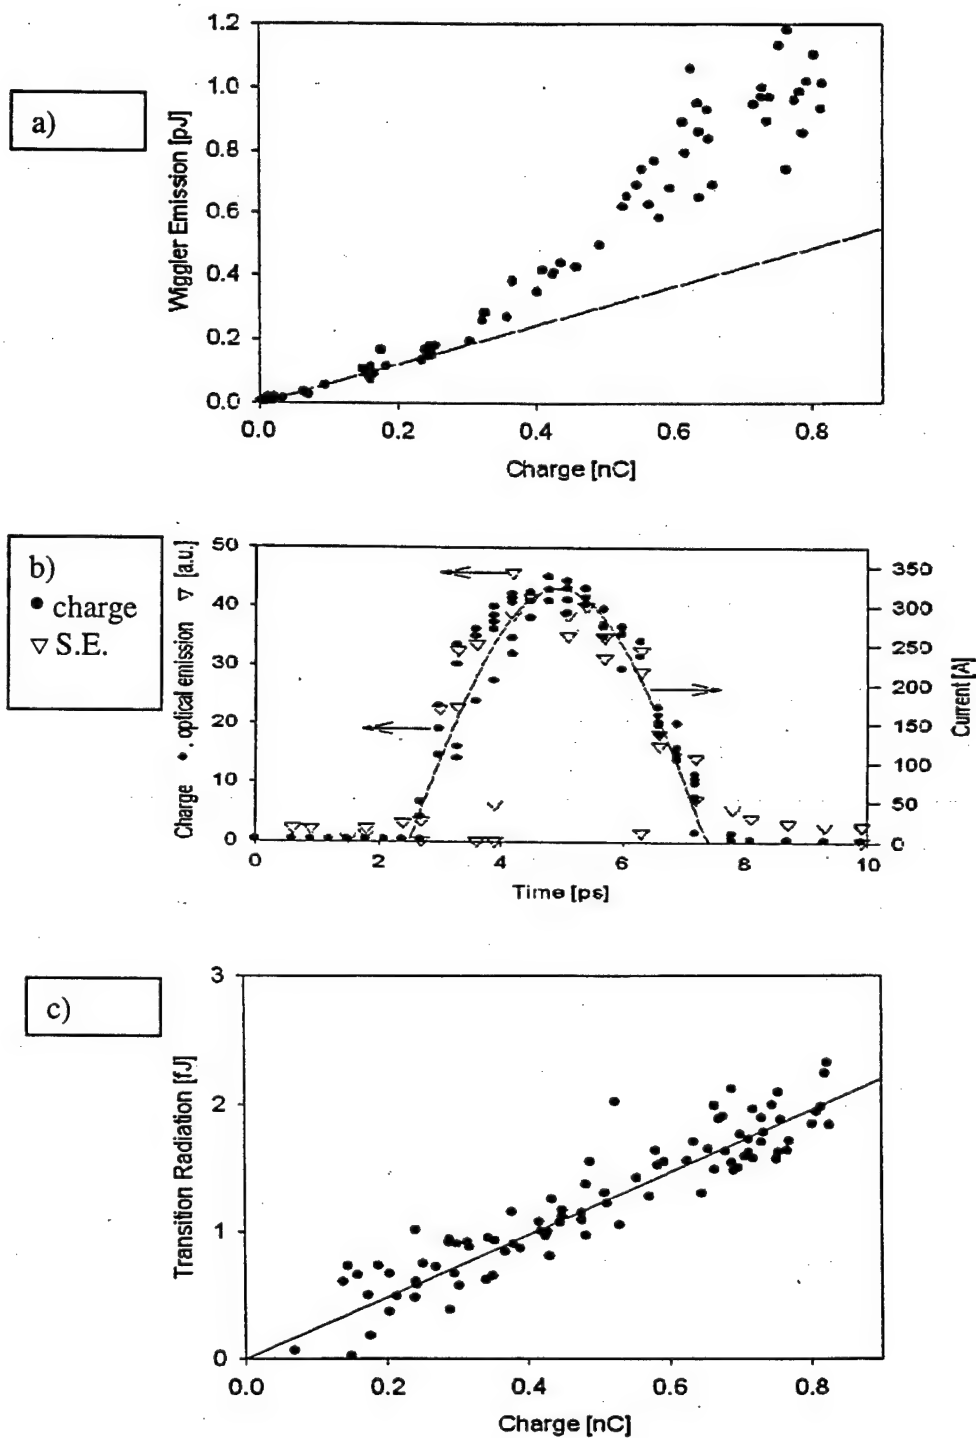 a)
Wiggler Emission [pJ]
1.2
1.0
0.8
0.6
0.4
0.2
0.0
0.0 0.2 0.4 0.6 0.8
Charge [nC]
b)
● charge
▽ S.E.
Charge ●, optical emission ▽ [a.u.]
50
40
30
20
10
0
350
300
250
200
150
100
50
0
Current [A]
0 2 4 6 8 10
Time [ps]
c)
Transition Radiation [fJ]
3
2
1
0
0.0 0.2 0.4 0.6 0.8
Charge [nC]